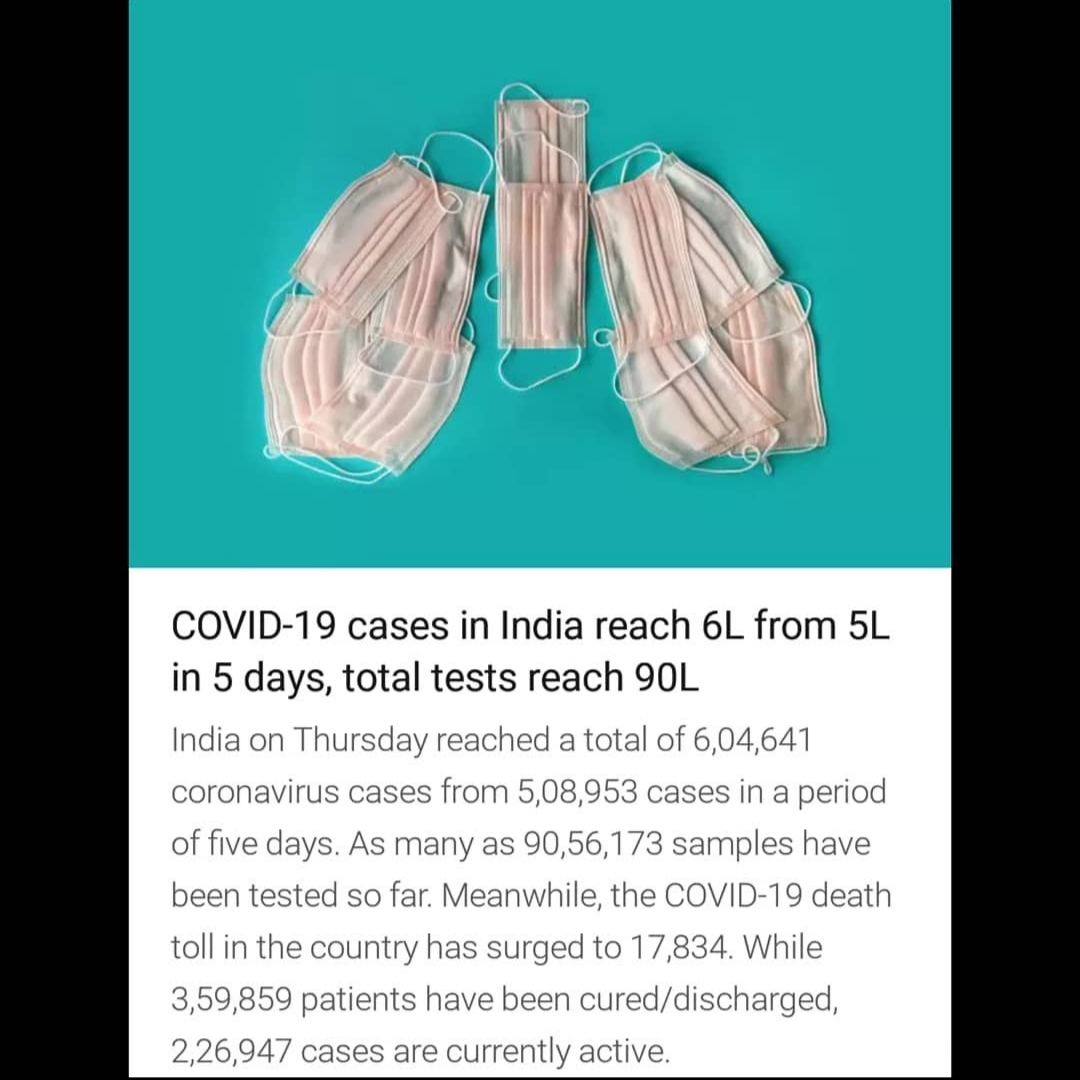 COVID-19 cases in India reach 6L from 5L
in 5 days, total tests reach 90L
India on Thursday reached a total of 6,04,641
coronavirus cases from 5,08,953 cases in a period
of five days. As many as 90,56,173 samples have
been tested so far. Meanwhile, the COVID-19 death
toll in the country has surged to 17,834. While
3,59,859 patients have been cured/discharged,
2,26,947 cases are currently active.